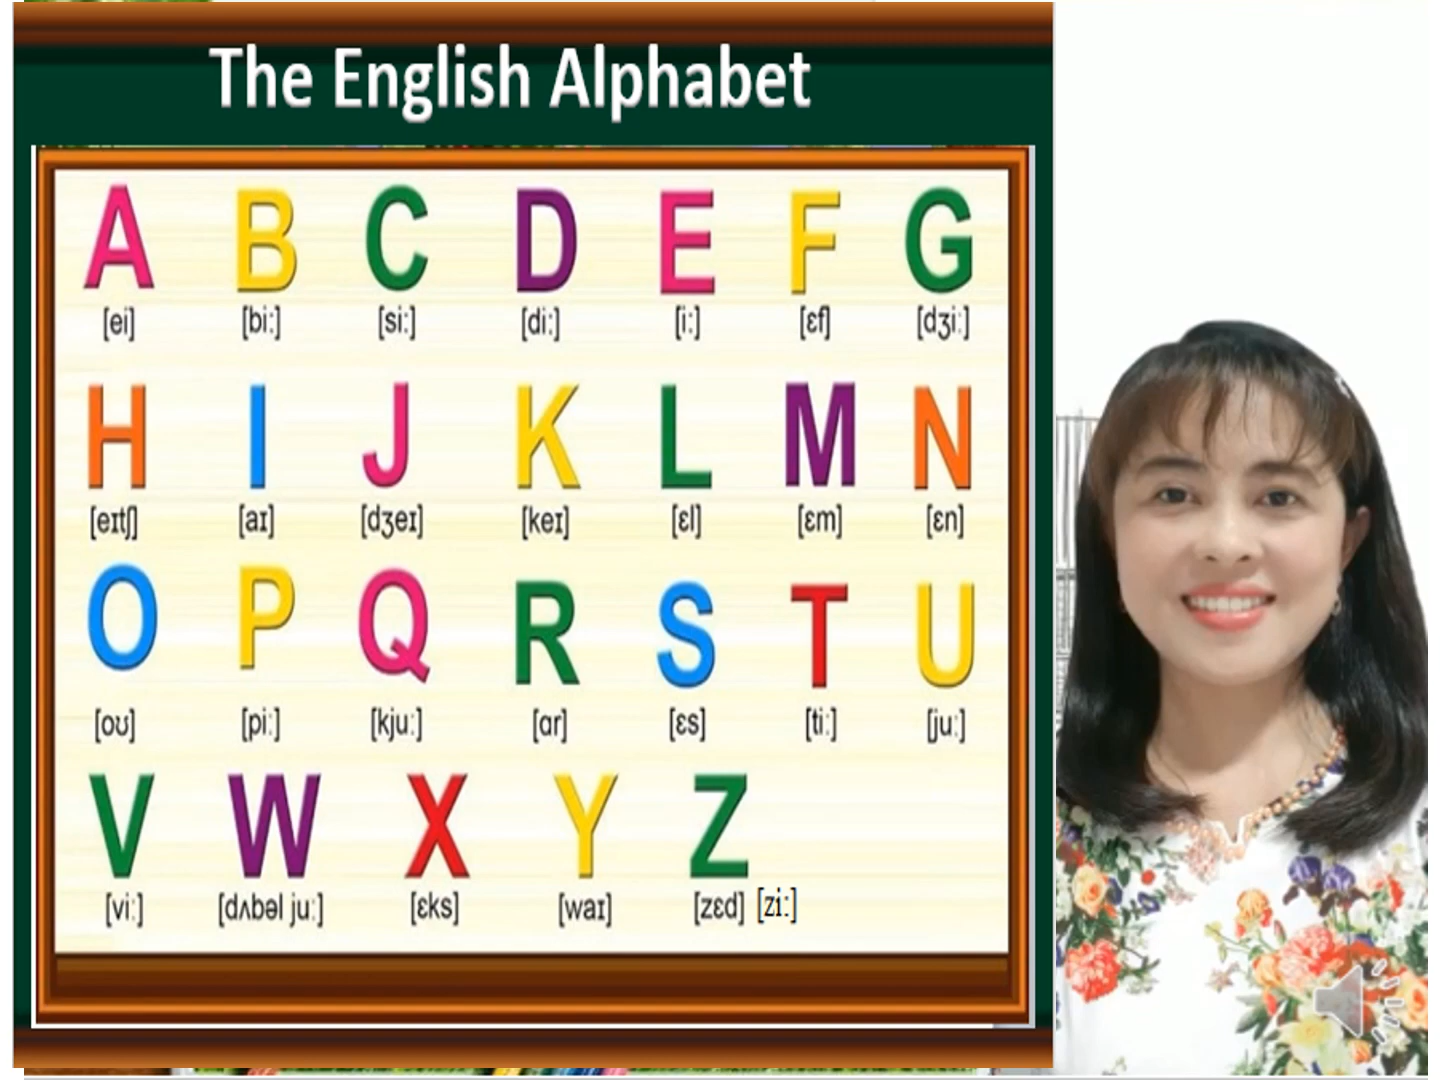 The English Alphabet
A B C D E F G
[ei] [bi:] [si:] [di:] [i:] [ɛf] [dʒi:]
H I J K L M N
[eɪtʃ] [aɪ] [dʒeɪ] [keɪ] [ɛl] [ɛm] [ɛn]
O P Q R S T U
[oʊ] [pi:] [kju:] [ɑr] [ɛs] [ti:] [ju:]
V W X Y Z
[vi:] [dʌbəl ju:] [ɛks] [waɪ] [zɛd] [zi:]